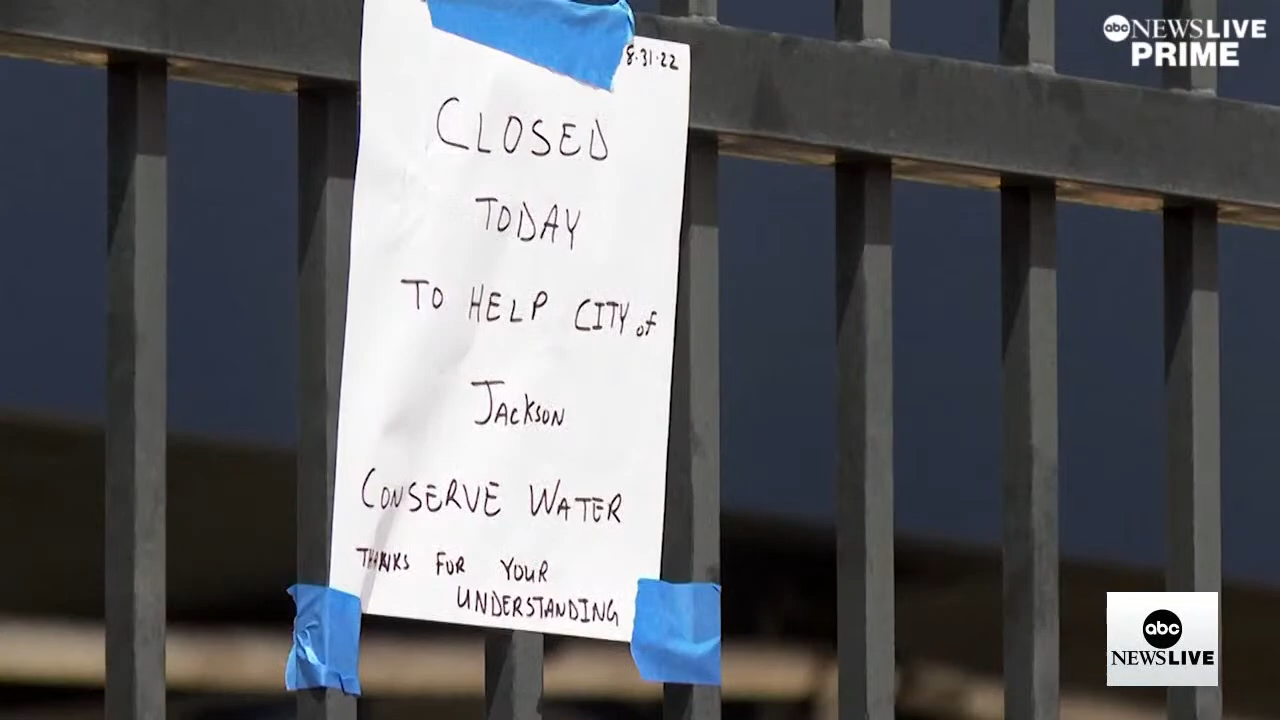 abc NEWS LIVE
PRIME
8.31.22
CLOSED
TODAY
TO HELP CITY of
JACKSON
CONSERVE WATER
THANKS FOR YOUR
UNDERSTANDING
abc
NEWS LIVE